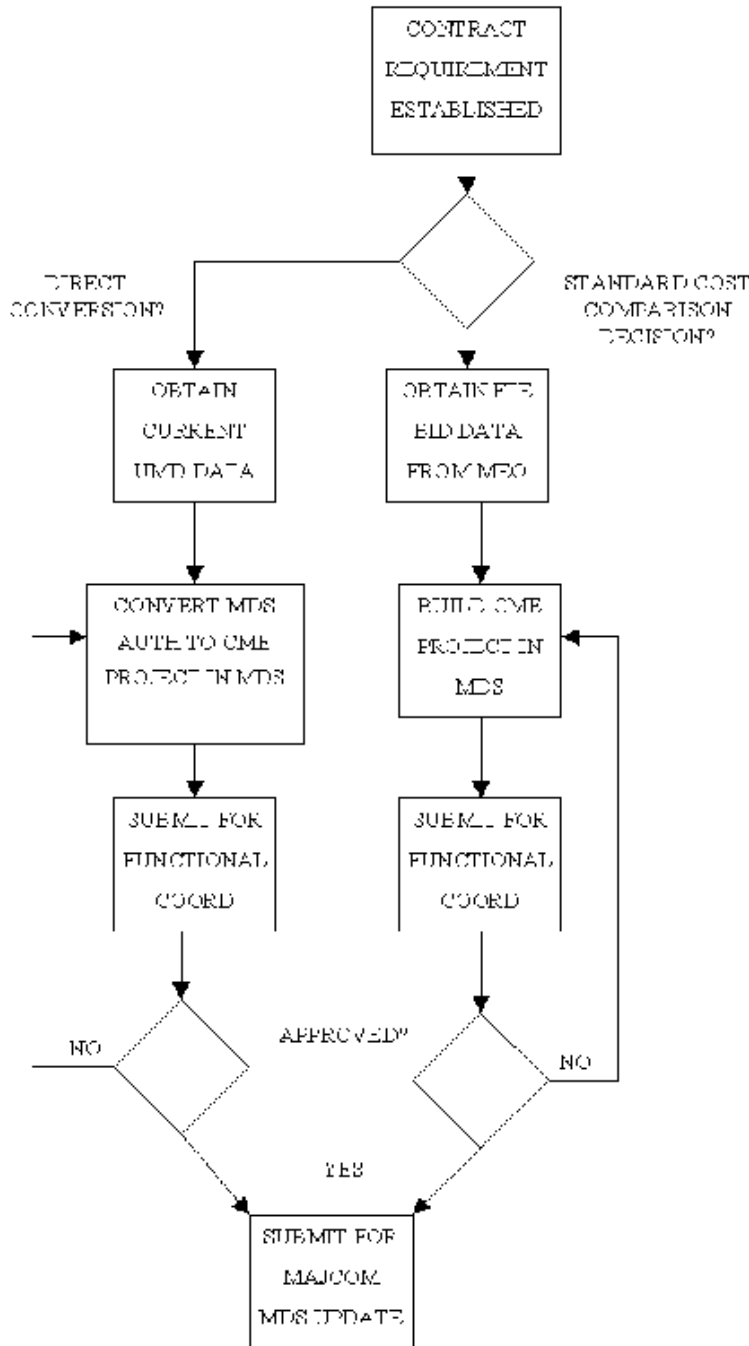 CONTRACT
REQUIREMENT
ESTABLISHED
DIRECT
CONVERSION?
STANDARD COST
COMPARISON
DECISION?
OBTAIN
CURRENT
UMD DATA
OBTAIN FTE
BID DATA
FROM MEO
CONVERT MDS
AUTH TO CME
PROJECT IN MDS
BUILD CME
PROJECT IN
MDS
SUBMIT FOR
FUNCTIONAL
COORD
SUBMIT FOR
FUNCTIONAL
COORD
NO
APPROVED?
NO
YES
SUBMIT FOR
MAJCOM
MDS UPDATE